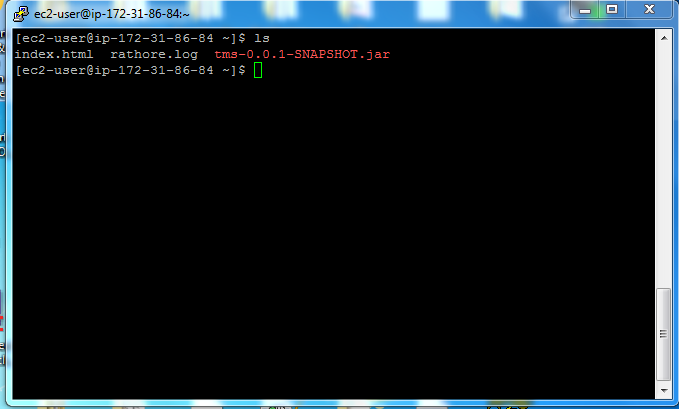 ec2-user@ip-172-31-86-84:~
[ec2-user@ip-172-31-86-84 ~]$ ls
index.html  rathore.log  tms-0.0.1-SNAPSHOT.jar
[ec2-user@ip-172-31-86-84 ~]$